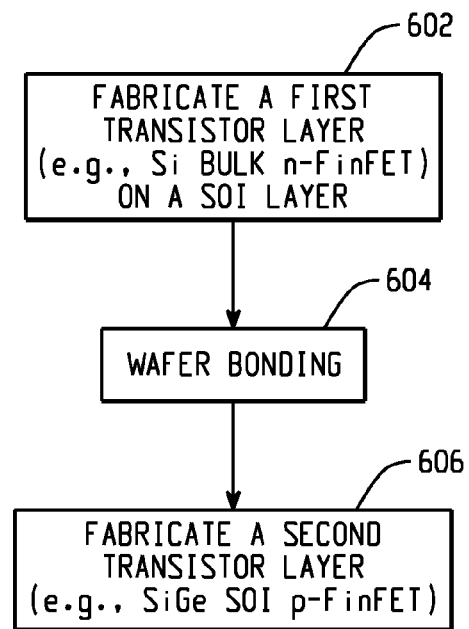 602
FABRICATE A FIRST
TRANSISTOR LAYER
(e.g., Si BULK n-FinFET)
ON A SOI LAYER
604
WAFER BONDING
606
FABRICATE A SECOND
TRANSISTOR LAYER
(e.g., SiGe SOI p-FinFET)